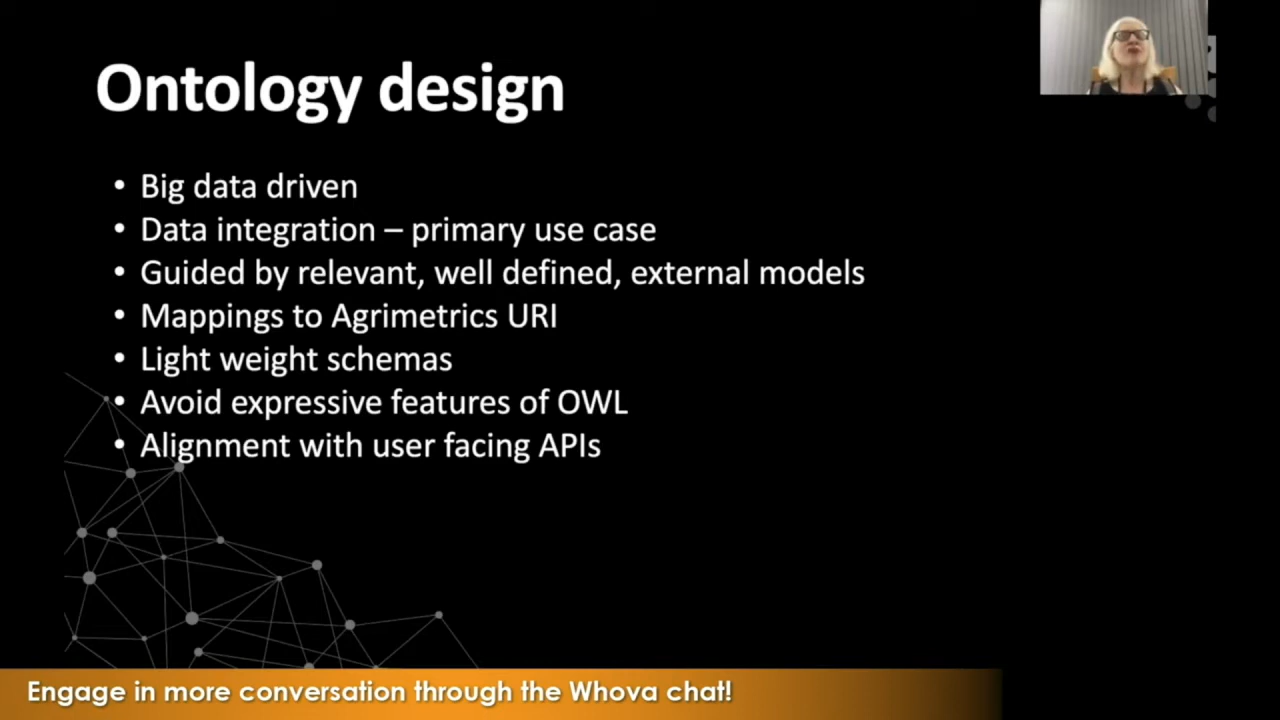 Ontology design
• Big data driven
• Data integration – primary use case
• Guided by relevant, well defined, external models
• Mappings to Agrimetrics URI
• Light weight schemas
• Avoid expressive features of OWL
• Alignment with user facing APIs
Engage in more conversation through the Whova chat!